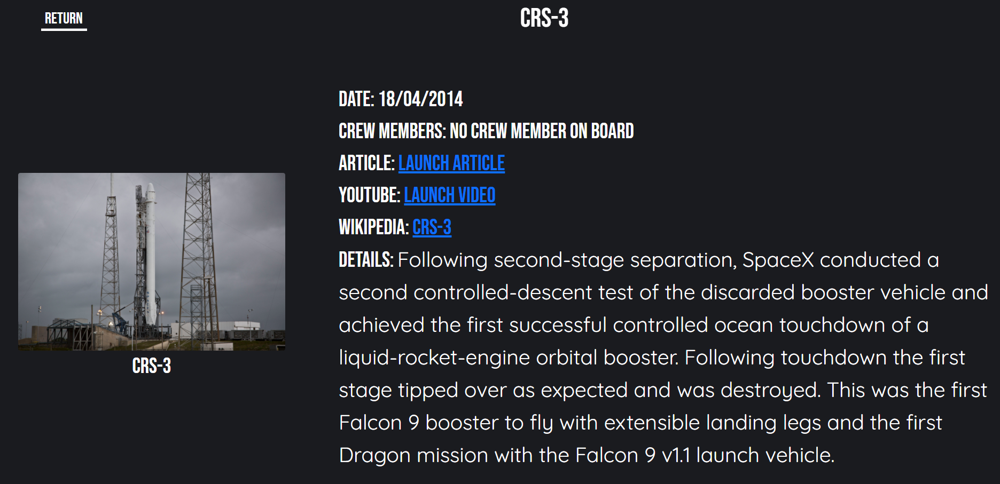 RETURN
CRS-3
DATE: 18/04/2014
CREW MEMBERS: NO CREW MEMBER ON BOARD
ARTICLE: LAUNCH ARTICLE
YOUTUBE: LAUNCH VIDEO
WIKIPEDIA: CRS-3
DETAILS: Following second-stage separation, SpaceX conducted a
second controlled-descent test of the discarded booster vehicle and
achieved the first successful controlled ocean touchdown of a
liquid-rocket-engine orbital booster. Following touchdown the first
stage tipped over as expected and was destroyed. This was the first
Falcon 9 booster to fly with extensible landing legs and the first
Dragon mission with the Falcon 9 v1.1 launch vehicle.
CRS-3